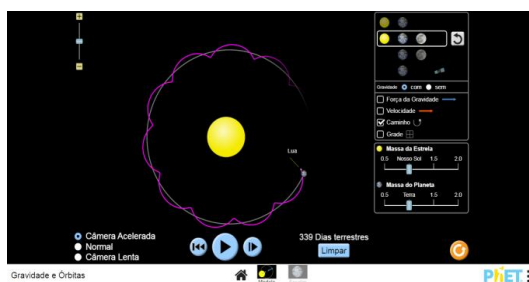 Gravidade com sem
Força da Gravidade
Velocidade
Caminho
Grade
Massa da Estrela
0.5 Nosso Sol 1.5 2.0
Massa do Planeta
0.5 Terra 1.5 2.0
Lua
Câmera Acelerada
Normal
Câmera Lenta
339 Dias terrestres
Limpar
Gravidade e Órbitas
PhET